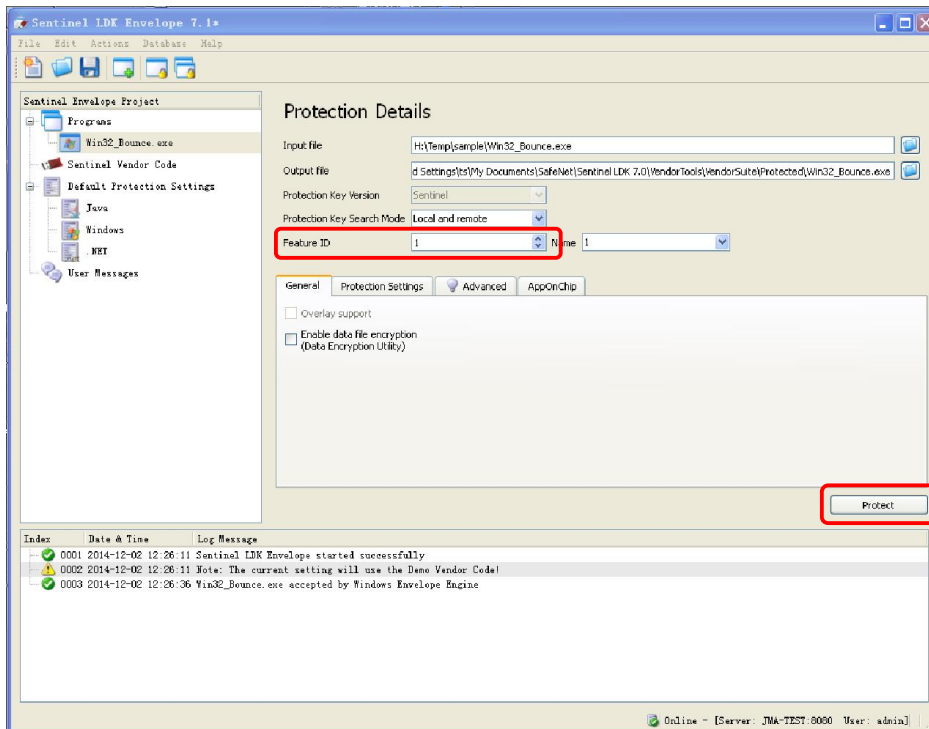 Sentinel LDK Envelope 7.1*
File Edit Actions Database Help
Sentinel Envelope Project
Programs
Win32_Bounce.exe
Sentinel Vendor Code
Default Protection Settings
Java
Windows
.NET
User Messages
Protection Details
Input file H:\Temp\sample\Win32_Bounce.exe
Output file d Settings\ts\My Documents\SafeNet\Sentinel LDK 7.0\VendorTools\VendorSuite\Protected\Win32_Bounce.exe
Protection Key Version Sentinel
Protection Key Search Mode Local and remote
Feature ID 1 Name 1
General Protection Settings Advanced AppOnChip
Overlay support
Enable data file encryption
(Data Encryption Utility)
Protect
Index Date & Time Log Message
0001 2014-12-02 12:26:11 Sentinel LDK Envelope started successfully
0002 2014-12-02 12:26:11 Note: The current setting will use the Demo Vendor Code!
0003 2014-12-02 12:26:36 Win32_Bounce.exe accepted by Windows Envelope Engine
Online - [Server: JMA-TEST:8080 User: admin]